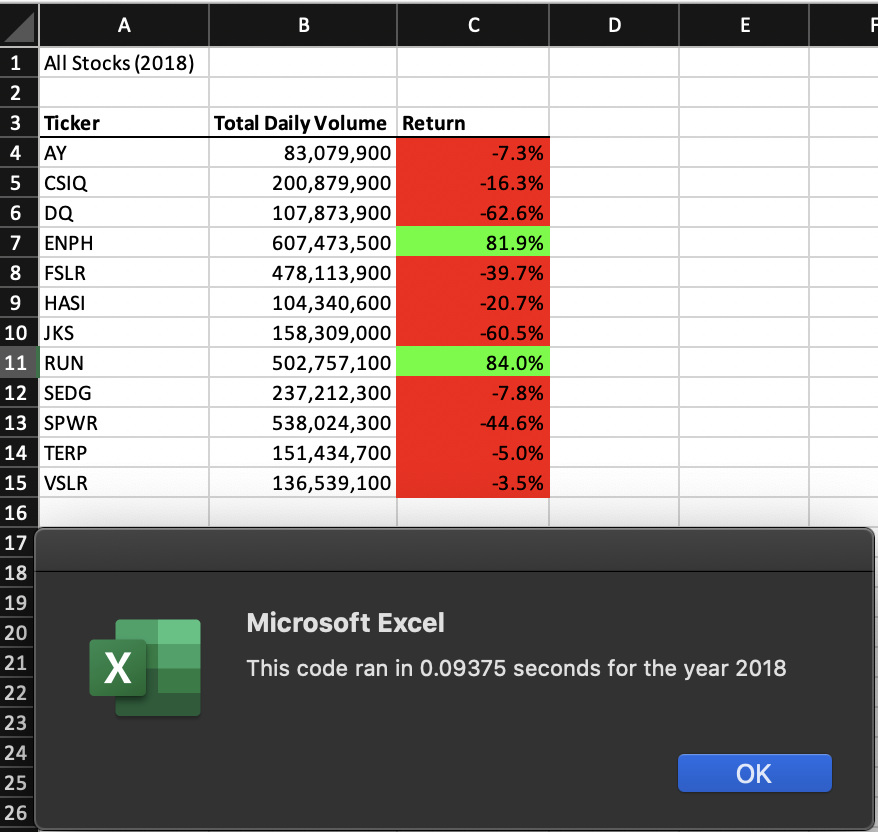 A B C D E F
1 All Stocks (2018)
2
3 Ticker Total Daily Volume Return
4 AY 83,079,900 -7.3%
5 CSIQ 200,879,900 -16.3%
6 DQ 107,873,900 -62.6%
7 ENPH 607,473,500 81.9%
8 FSLR 478,113,900 -39.7%
9 HASI 104,340,600 -20.7%
10 JKS 158,309,000 -60.5%
11 RUN 502,757,100 84.0%
12 SEDG 237,212,300 -7.8%
13 SPWR 538,024,300 -44.6%
14 TERP 151,434,700 -5.0%
15 VSLR 136,539,100 -3.5%
16
17
18
19
20
21
22
23
24
25
26
X
Microsoft Excel
This code ran in 0.09375 seconds for the year 2018
OK